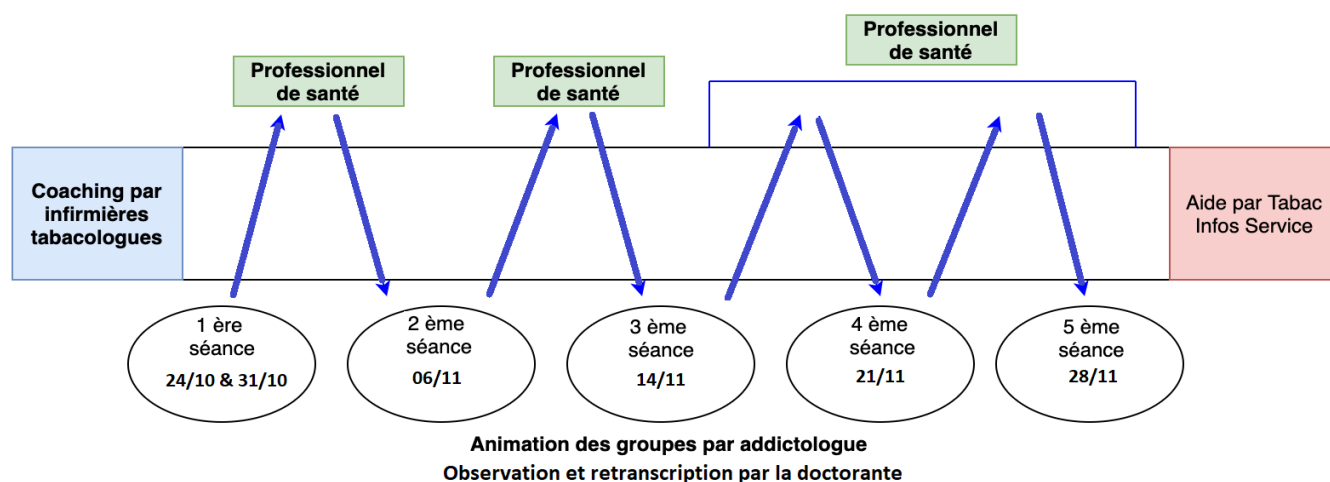 Professionnel
de santé
Professionnel
de santé
Professionnel
de santé
Coaching par
infirmières
tabacologues
Aide par Tabac
Infos Service
1 ère
séance
24/10 & 31/10
2 ème
séance
06/11
3 ème
séance
14/11
4 ème
séance
21/11
5 ème
séance
28/11
Animation des groupes par addictologue
Observation et retranscription par la doctorante